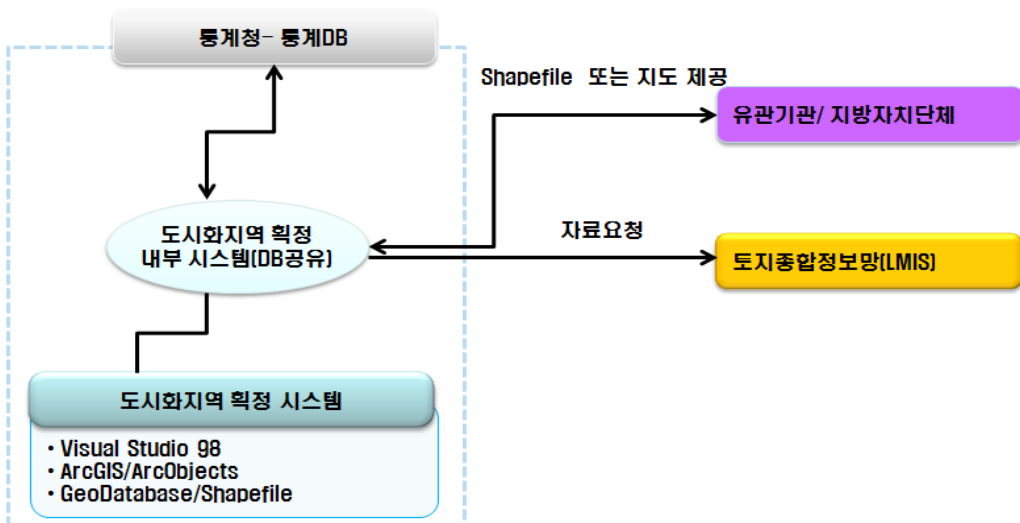 통계청- 통계DB
Shapefile 또는 지도 제공
유관기관/ 지방자치단체
도시화지역 획정
내부 시스템(DB공유)
자료요청
토지종합정보망(LMIS)
도시화지역 획정 시스템
• Visual Studio 98
• ArcGIS/ArcObjects
• GeoDatabase/Shapefile